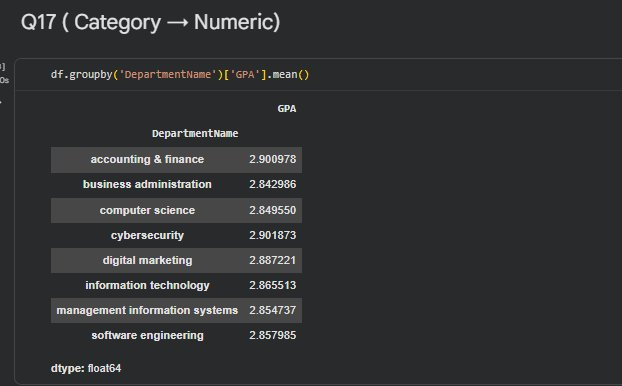 Q17 ( Category → Numeric)
df.groupby('DepartmentName')['GPA'].mean()
GPA
DepartmentName
accounting & finance 2.900978
business administration 2.842986
computer science 2.849550
cybersecurity 2.901873
digital marketing 2.887221
information technology 2.865513
management information systems 2.854737
software engineering 2.857985
dtype: float64